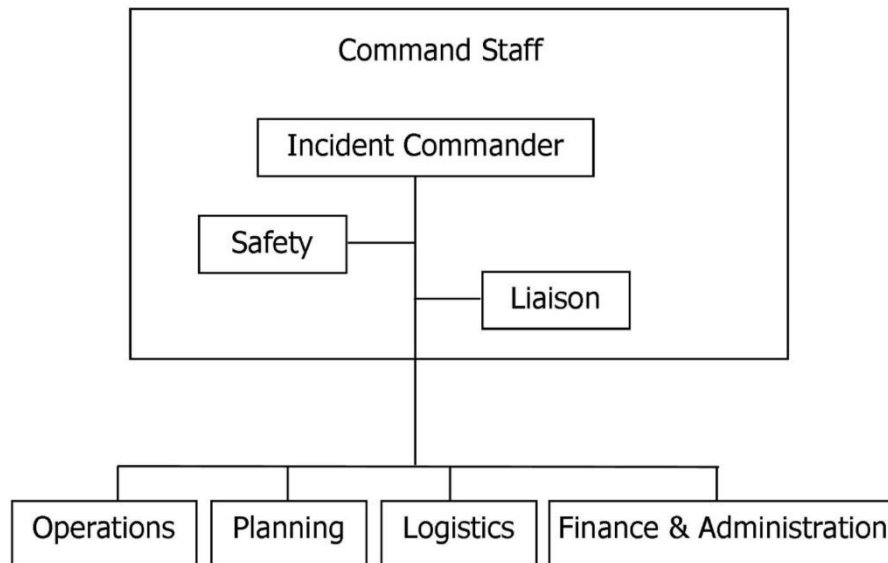 Command Staff
Incident Commander
Safety
Liaison
Operations
Planning
Logistics
Finance & Administration